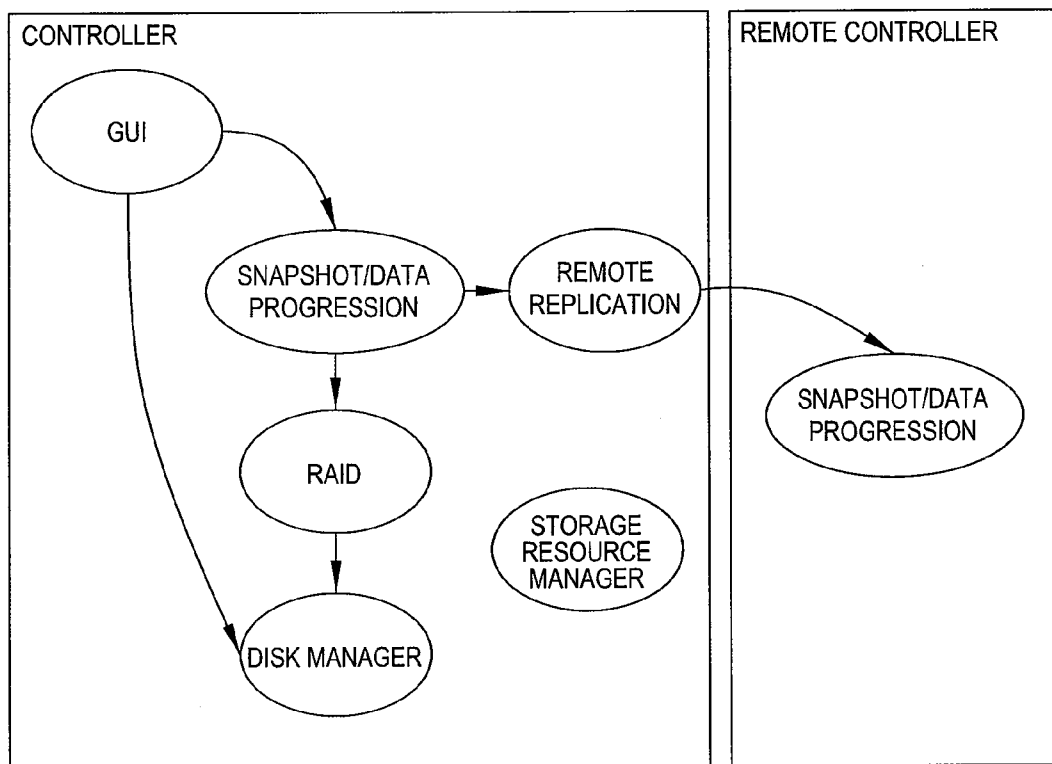 CONTROLLER
REMOTE CONTROLLER
GUI
SNAPSHOT/DATA
PROGRESSION
REMOTE
REPLICATION
SNAPSHOT/DATA
PROGRESSION
RAID
STORAGE
RESOURCE
MANAGER
DISK MANAGER